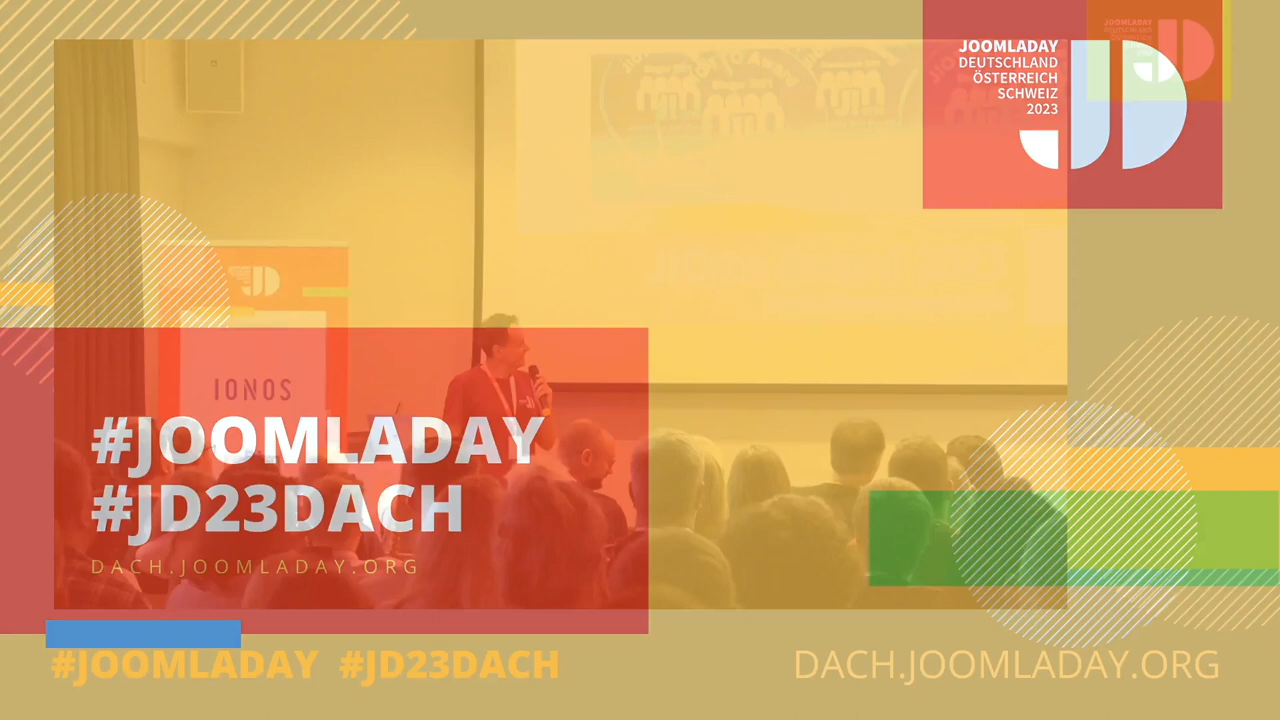 JOOMLADAY
DEUTSCHLAND
ÖSTERREICH
SCHWEIZ
2023
IONOS
#JOOMLADAY
#JD23DACH
DACH.JOOMLADAY.ORG
#JOOMLADAY #JD23DACH
DACH.JOOMLADAY.ORG